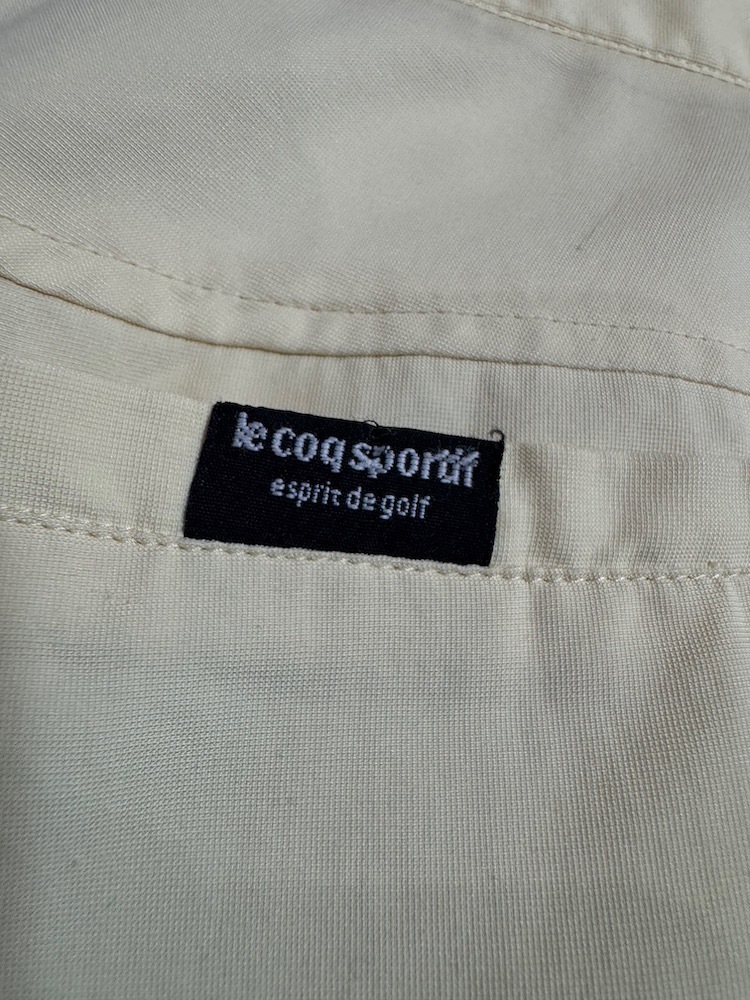 le coq sportif
esprit de golf